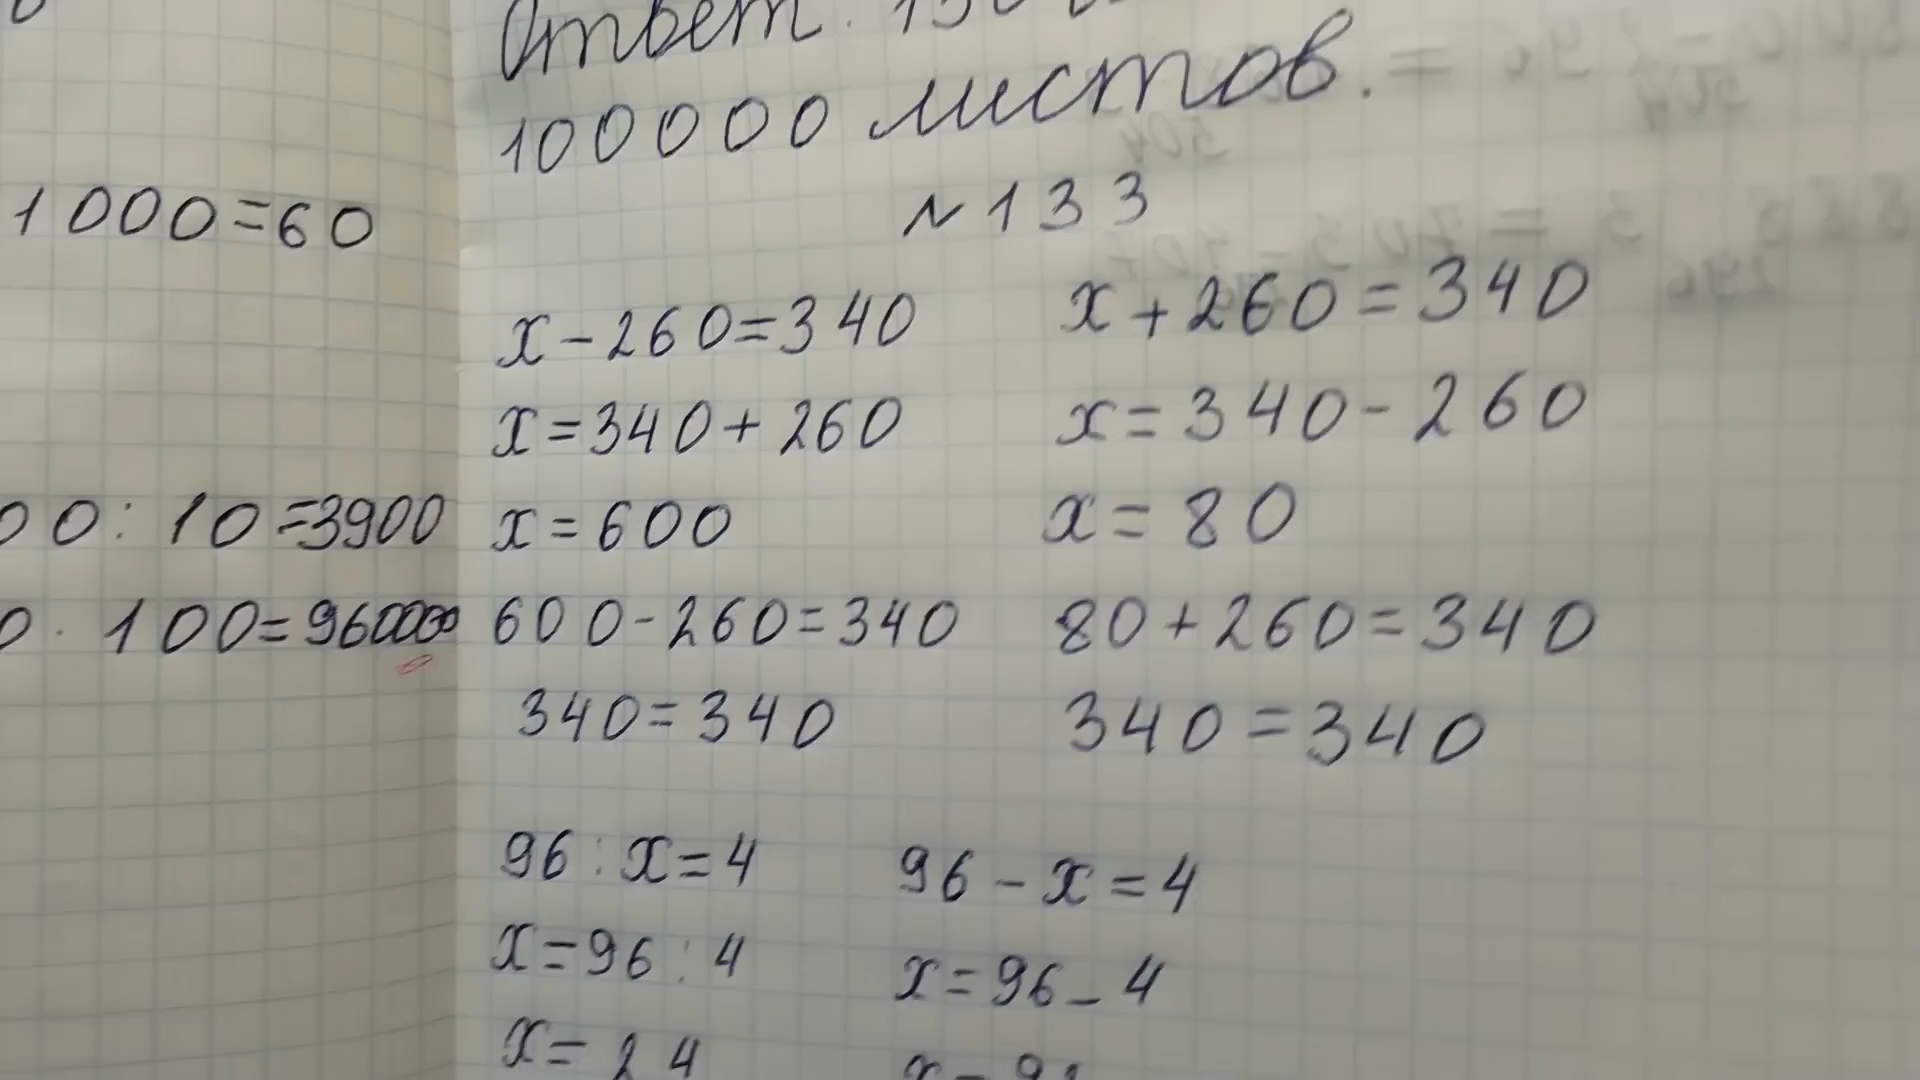 1000=60
00 : 10=3900
0 · 100=960000
Ответ:
100000 листов.
№133
x-260=340
x=340+260
x=600
600-260=340
340=340
x+260=340
x=340-260
x=80
80+260=340
340=340
96:x=4
x=96:4
x=24
96-x=4
x=96-4